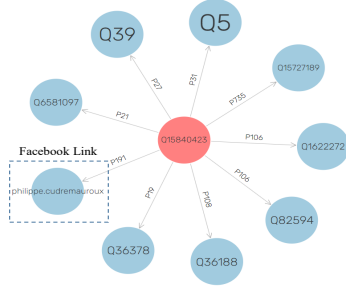 Q39
Q5
Q15727189
P27
P31
P735
Q6581097
P21
Q15840423
P106
Q1622272
Facebook Link
P191
philippe.cudremauroux
P106
P19
P108
Q82594
Q36378
Q36188